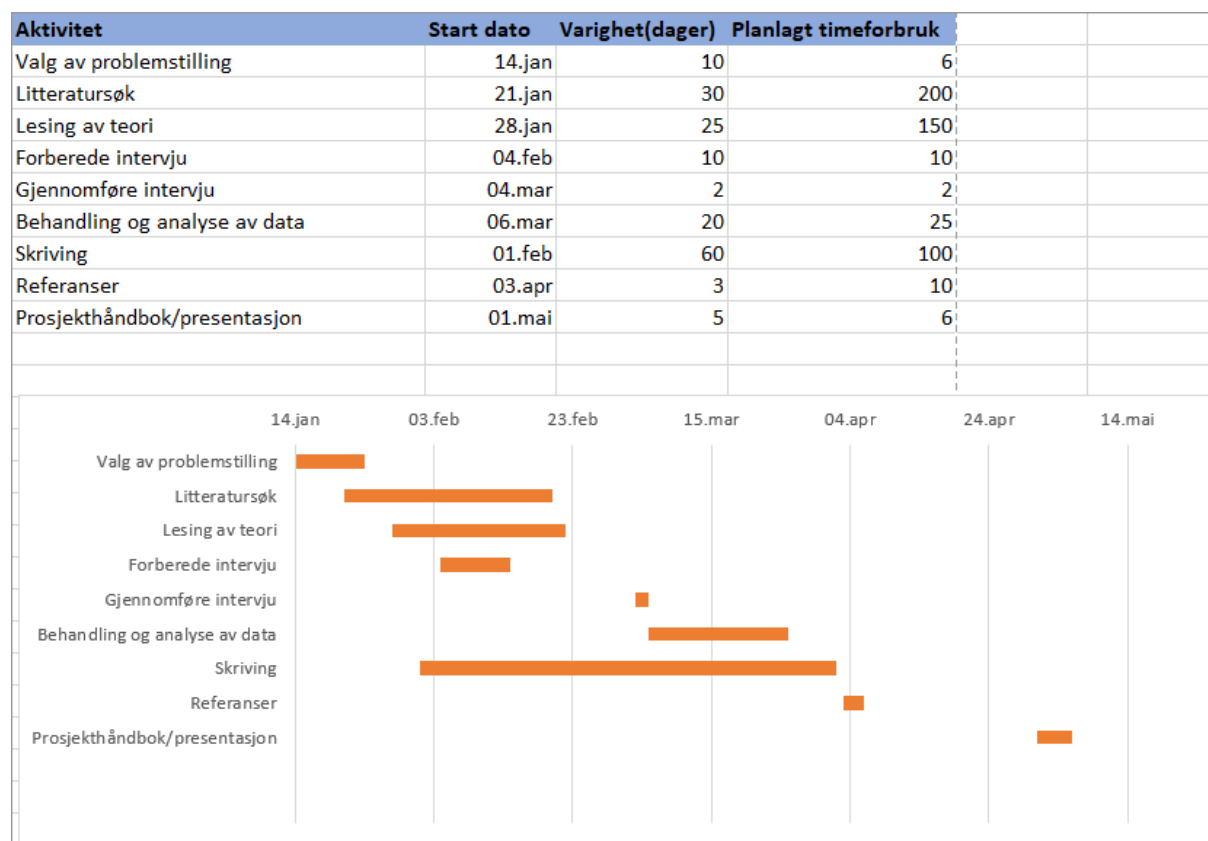 Aktivitet Start dato Varighet(dager) Planlagt timeforbruk
Valg av problemstilling 14.jan 10 6
Litteratursøk 21.jan 30 200
Lesing av teori 28.jan 25 150
Forberede intervju 04.feb 10 10
Gjennomføre intervju 04.mar 2 2
Behandling og analyse av data 06.mar 20 25
Skriving 01.feb 60 100
Referanser 03.apr 3 10
Prosjekthåndbok/presentasjon 01.mai 5 6
14.jan 03.feb 23.feb 15.mar 04.apr 24.apr 14.mai
Valg av problemstilling
Litteratursøk
Lesing av teori
Forberede intervju
Gjennomføre intervju
Behandling og analyse av data
Skriving
Referanser
Prosjekthåndbok/presentasjon